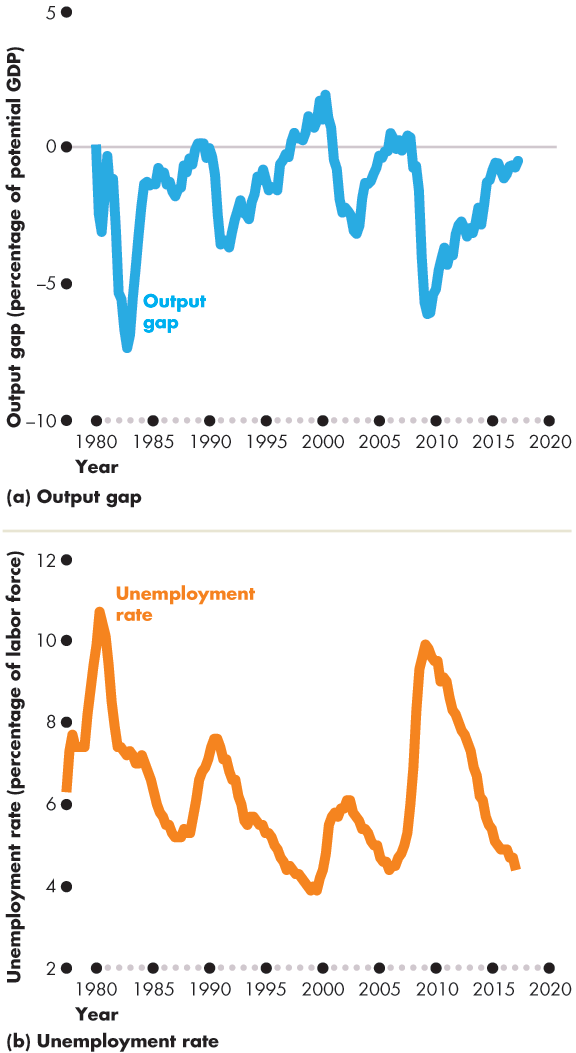 Output gap (percentage of potential GDP)
5
0
–5
–10
Output
gap
1980 1985 1990 1995 2000 2005 2010 2015 2020
Year
(a) Output gap
Unemployment rate (percentage of labor force)
12
10
8
6
4
2
Unemployment
rate
1980 1985 1990 1995 2000 2005 2010 2015 2020
Year
(b) Unemployment rate